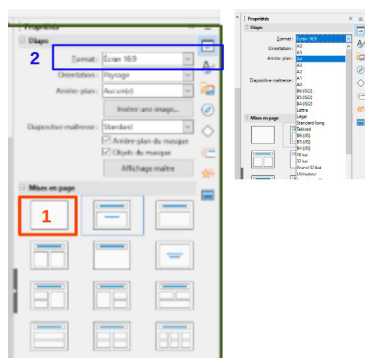 Propriétés
Diapo
2
Format : Écran 16:9
Orientation : Paysage
Arrière-plan : Aucun(e)
Insérer une image...
Diapositive maîtresse : Standard
Arrière-plan du masque
Objets du masque
Affichage maître
Mises en page
1
Propriétés
Diapo
Format : Écran 16:9
Orientation :
Arrière-plan :
Diapositive maîtresse :
Mises en page
A6
A5
A4
A3
A2
A1
A0
B6 (ISO)
B5 (ISO)
B4 (ISO)
Lettre
Légal
Standard long
Tabloïd
B6 (JIS)
B5 (JIS)
B4 (JIS)
16 kai
32 kai
Grand 32 kai
Utilisateur